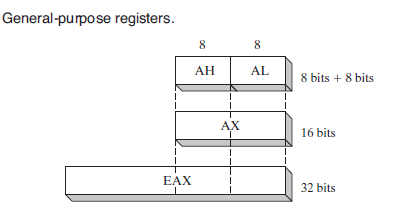 General-purpose registers.
8 8
AH AL 8 bits + 8 bits
AX 16 bits
EAX 32 bits